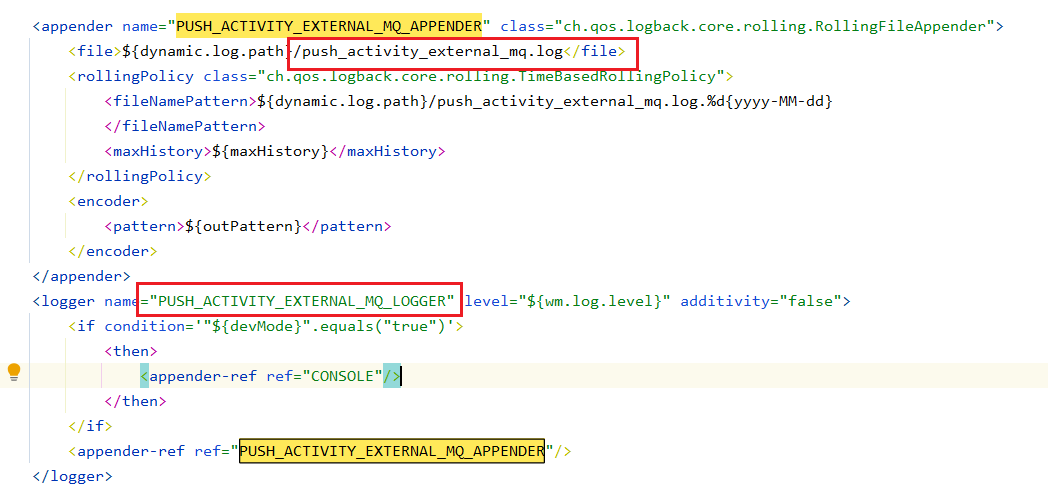 <appender name="PUSH_ACTIVITY_EXTERNAL_MQ_APPENDER" class="ch.qos.logback.core.rolling.RollingFileAppender">
<file>${dynamic.log.path}/push_activity_external_mq.log</file>
<rollingPolicy class="ch.qos.logback.core.rolling.TimeBasedRollingPolicy">
<fileNamePattern>${dynamic.log.path}/push_activity_external_mq.log.%d{yyyy-MM-dd}
</fileNamePattern>
<maxHistory>${maxHistory}</maxHistory>
</rollingPolicy>
<encoder>
<pattern>${outPattern}</pattern>
</encoder>
</appender>
<logger name="PUSH_ACTIVITY_EXTERNAL_MQ_LOGGER" level="${wm.log.level}" additivity="false">
<if condition='"${devMode}".equals("true")'>
<then>
<appender-ref ref="CONSOLE"/>
</then>
</if>
<appender-ref ref="PUSH_ACTIVITY_EXTERNAL_MQ_APPENDER"/>
</logger>